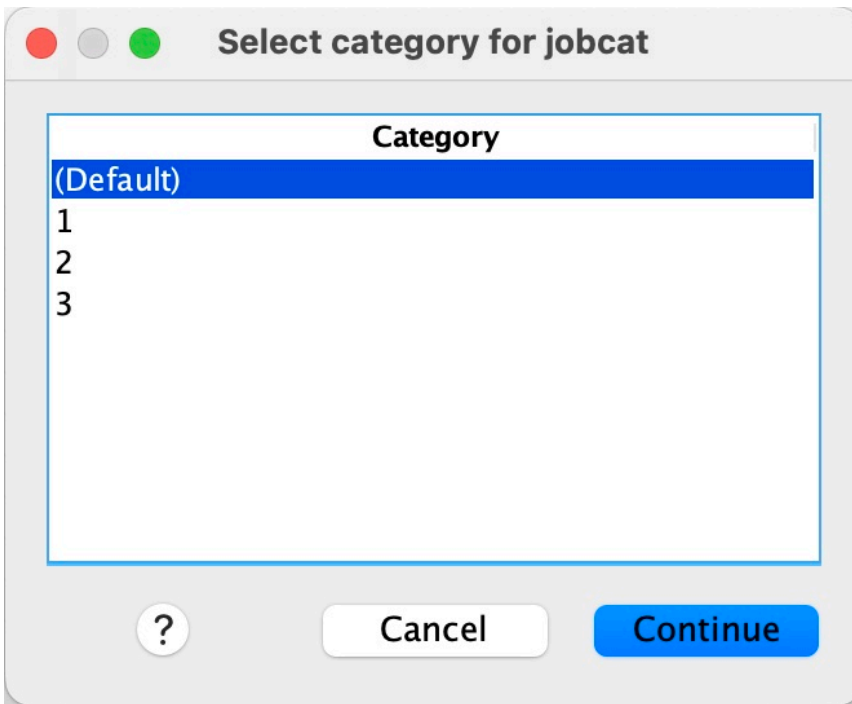 Select category for jobcat
Category
(Default)
1
2
3
?
Cancel
Continue